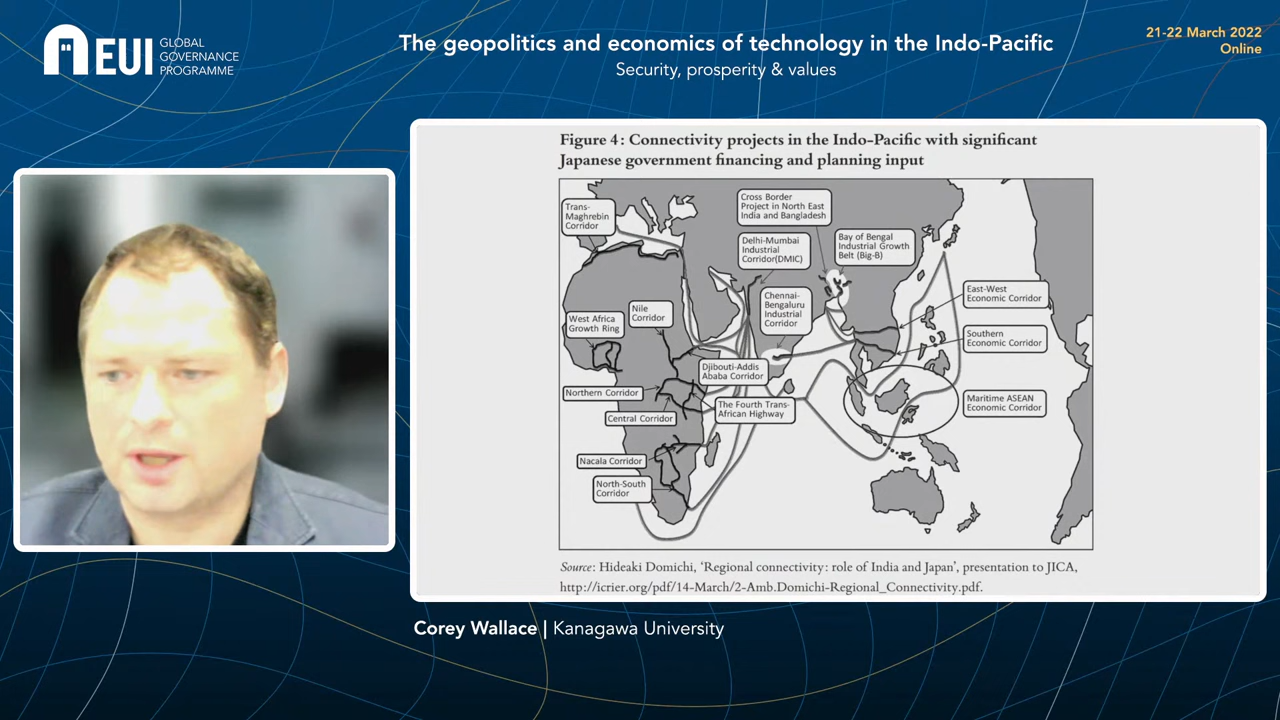 EUI
GLOBAL
GOVERNANCE
PROGRAMME
The geopolitics and economics of technology in the Indo-Pacific
Security, prosperity & values
21-22 March 2022
Online
Figure 4: Connectivity projects in the Indo-Pacific with significant
Japanese government financing and planning input
Trans-
Maghrebin
Corridor
Cross Border
Project in North East
India and Bangladesh
Delhi-Mumbai
Industrial
Corridor(DMIC)
Bay of Bengal
Industrial Growth
Belt (Big-B)
Chennai-
Bengaluru
Industrial
Corridor
East-West
Economic Corridor
Nile
Corridor
West Africa
Growth Ring
Southern
Economic Corridor
Djibouti-Addis
Ababa Corridor
Northern Corridor
The Fourth Trans-
African Highway
Maritime ASEAN
Economic Corridor
Central Corridor
Nacala Corridor
North-South
Corridor
Source: Hideaki Domichi, ‘Regional connectivity: role of India and Japan’, presentation to JICA,
http://icrier.org/pdf/14-March/2-Amb.Domichi-Regional_Connectivity.pdf.
Corey Wallace | Kanagawa University